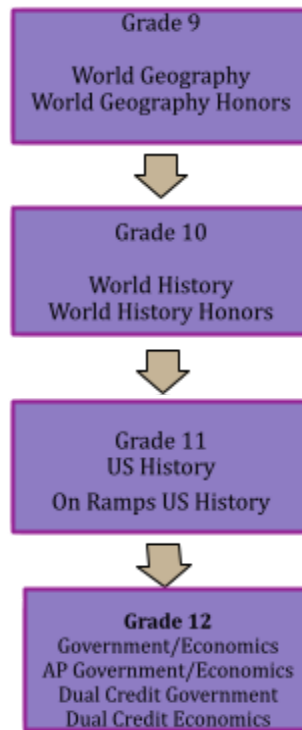 Grade 9
World Geography
World Geography Honors
Grade 10
World History
World History Honors
Grade 11
US History
On Ramps US History
Grade 12
Government/Economics
AP Government/Economics
Dual Credit Government
Dual Credit Economics